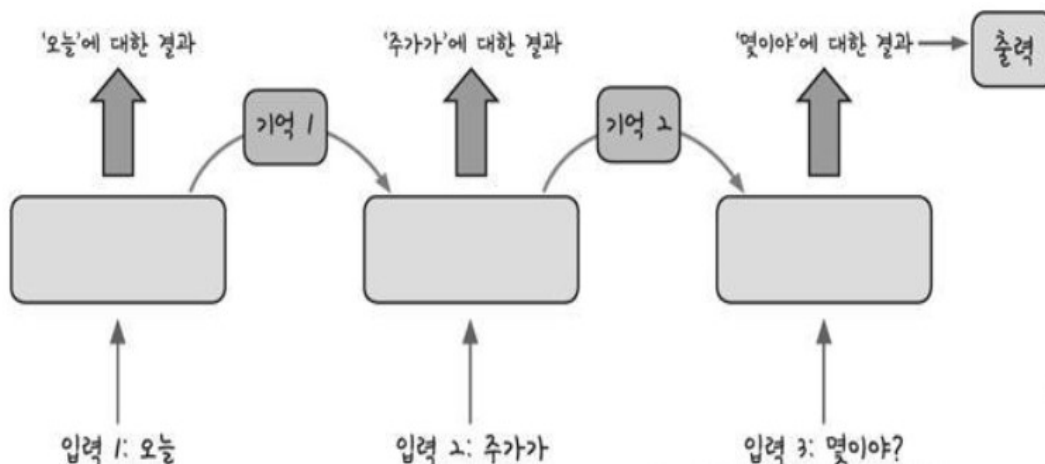 '오늘'에 대한 결과
'주가가'에 대한 결과
'몇이야'에 대한 결과
출력
기억 1
기억 2
입력 1: 오늘
입력 2: 주가가
입력 3: 몇이야?